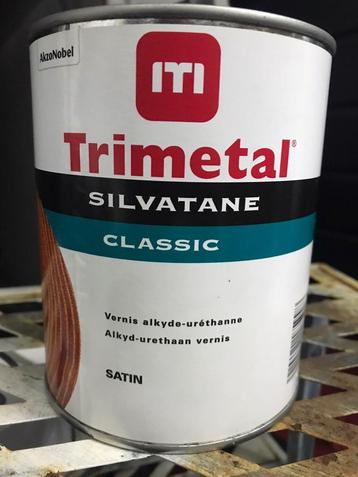 AkzoNobel
m
Trimetal®
SILVATANE
CLASSIC
Vernis alkyde-uréthanne
Alkyd-urethaan vernis
SATIN